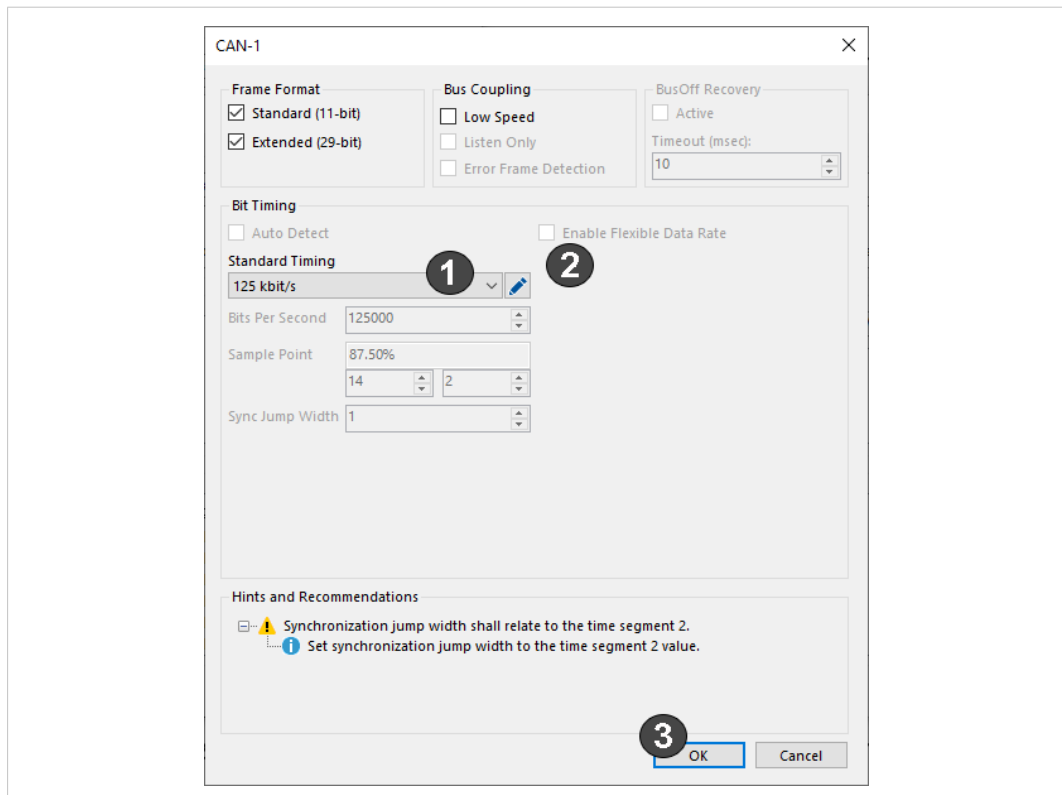 CAN-1
Frame Format
Standard (11-bit)
Extended (29-bit)
Bus Coupling
Low Speed
Listen Only
Error Frame Detection
BusOff Recovery
Active
Timeout (msec):
10
Bit Timing
Auto Detect
Enable Flexible Data Rate
Standard Timing
1
2
125 kbit/s
Bits Per Second 125000
Sample Point 87.50%
14 2
Sync Jump Width 1
Hints and Recommendations
Synchronization jump width shall relate to the time segment 2.
Set synchronization jump width to the time segment 2 value.
3
OK Cancel